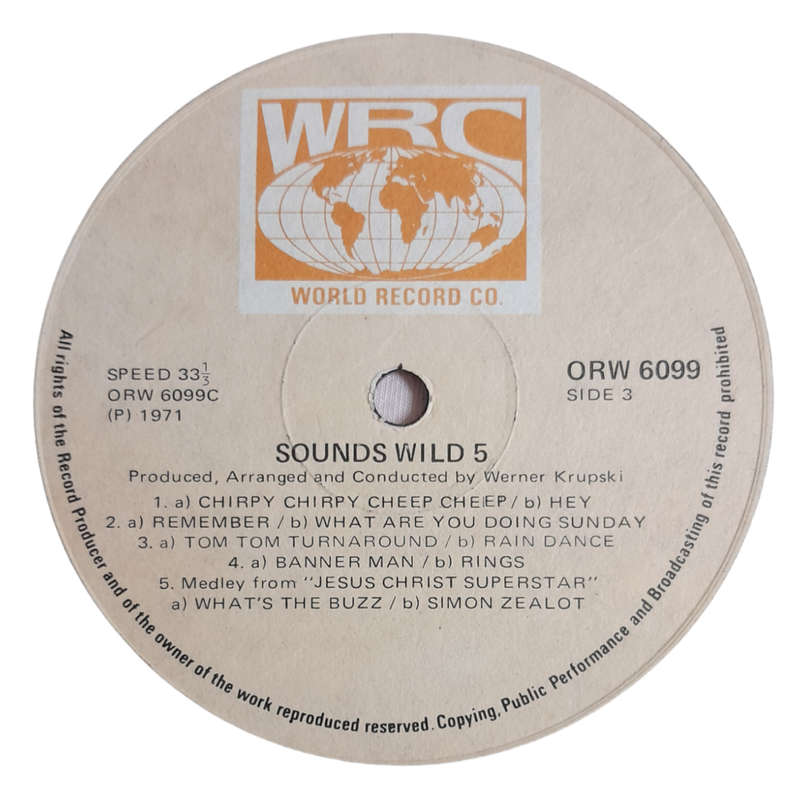 WRC
WORLD RECORD CO.
SPEED 33⅓
ORW 6099C
(P) 1971
ORW 6099
SIDE 3
SOUNDS WILD 5
Produced, Arranged and Conducted by Werner Krupski
1. a) CHIRPY CHIRPY CHEEP CHEEP / b) HEY
2. a) REMEMBER / b) WHAT ARE YOU DOING SUNDAY
3. a) TOM TOM TURNAROUND / b) RAIN DANCE
4. a) BANNER MAN / b) RINGS
5. Medley from "JESUS CHRIST SUPERSTAR"
a) WHAT'S THE BUZZ / b) SIMON ZEALOT
All rights of the Record Producer and of the owner of the work reproduced reserved. Copying, Public Performance and Broadcasting of this record prohibited